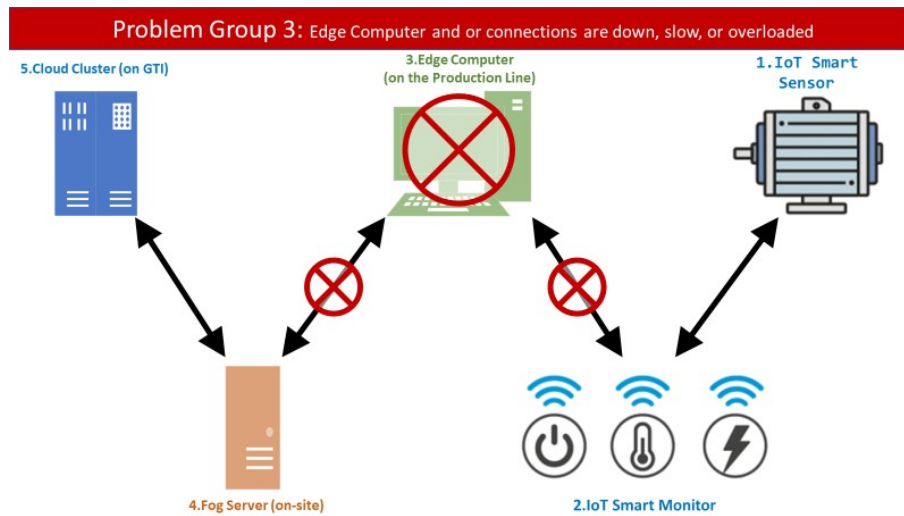 Problem Group 3: Edge Computer and or connections are down, slow, or overloaded
5.Cloud Cluster (on GTI)
3.Edge Computer
(on the Production Line)
1.IoT Smart
Sensor
4.Fog Server (on-site)
2.IoT Smart Monitor